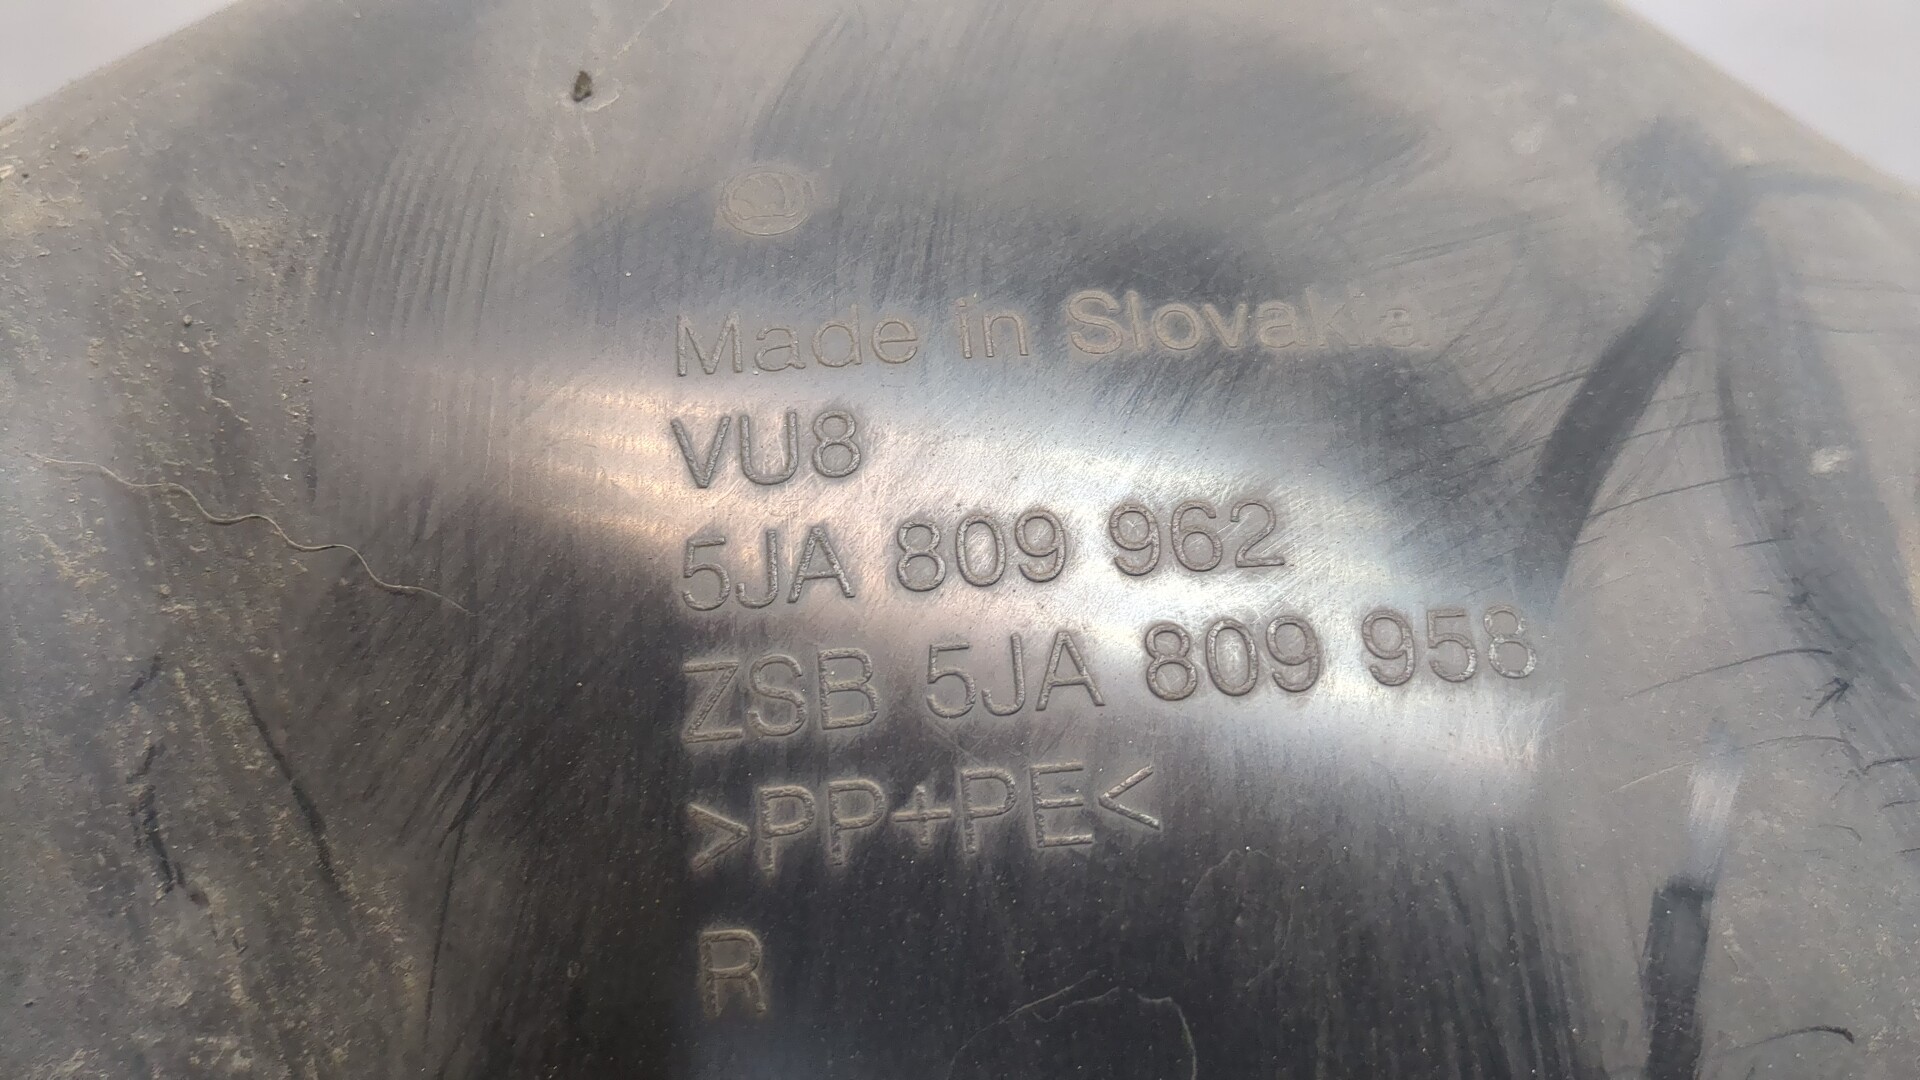 Made in Slovakia
VU8
5JA 809 962
ZSB 5JA 809 958
>PP+PE<
R